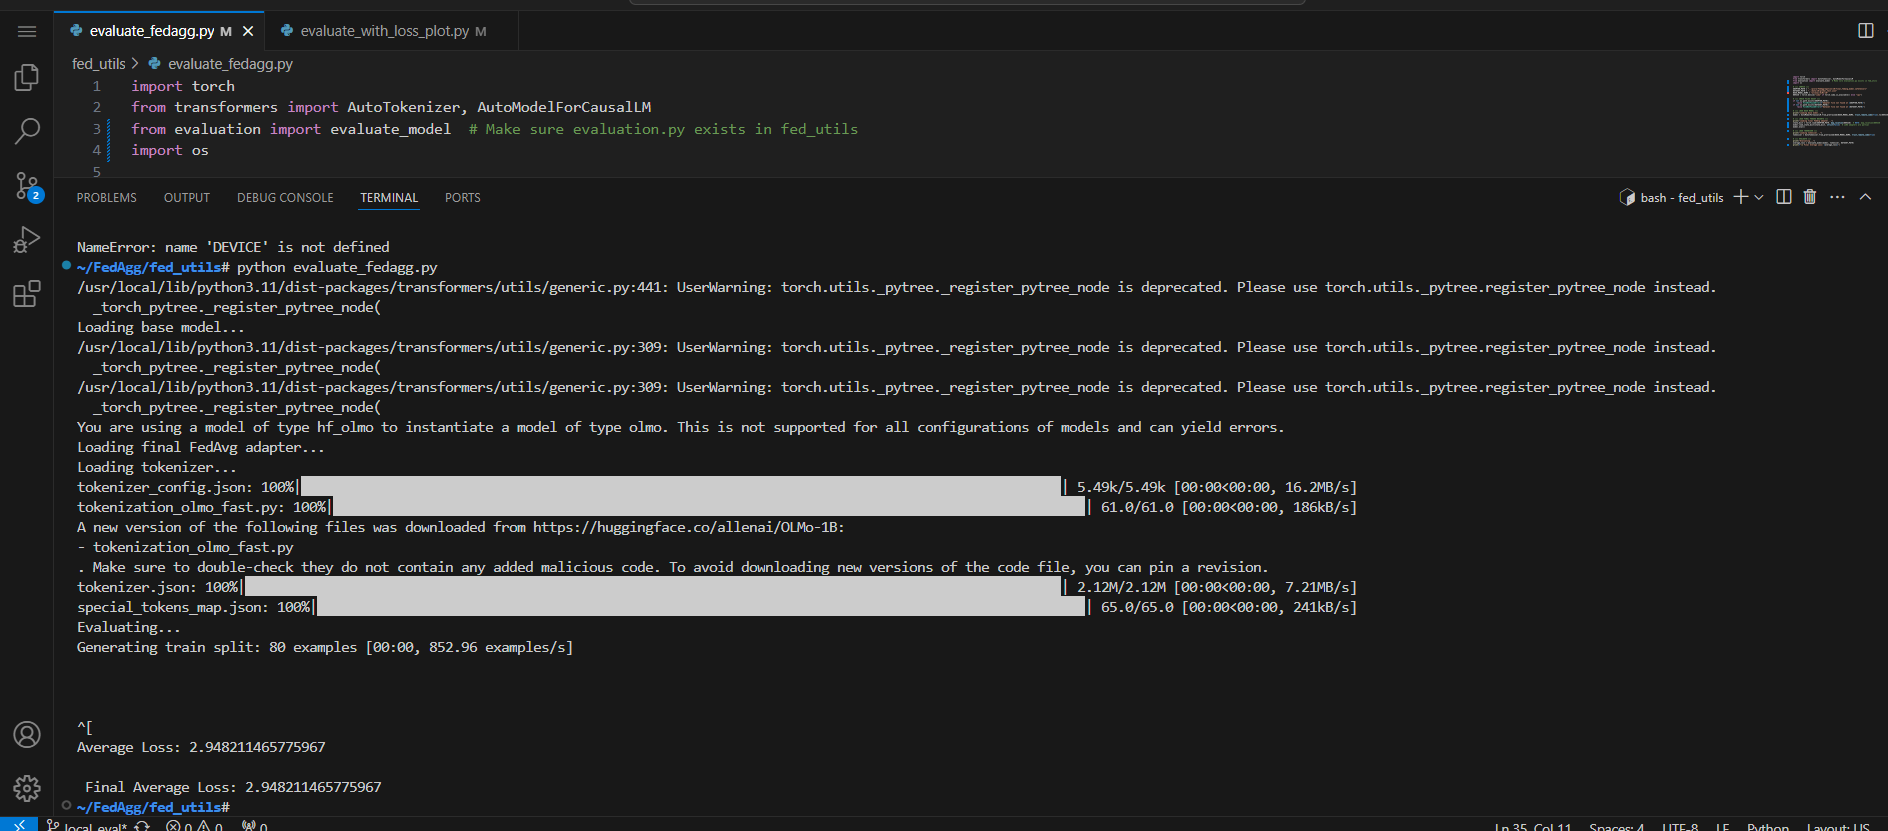 evaluate_fedagg.py M
evaluate_with_loss_plot.py M
fed_utils > evaluate_fedagg.py
1 import torch
2 from transformers import AutoTokenizer, AutoModelForCausalLM
3 from evaluation import evaluate_model  # Make sure evaluation.py exists in fed_utils
4 import os
5
2
PROBLEMS OUTPUT DEBUG CONSOLE TERMINAL PORTS
bash - fed_utils
NameError: name 'DEVICE' is not defined
~/FedAgg/fed_utils# python evaluate_fedagg.py
/usr/local/lib/python3.11/dist-packages/transformers/utils/generic.py:441: UserWarning: torch.utils._pytree._register_pytree_node is deprecated. Please use torch.utils._pytree.register_pytree_node instead.
_torch_pytree._register_pytree_node(
Loading base model...
/usr/local/lib/python3.11/dist-packages/transformers/utils/generic.py:309: UserWarning: torch.utils._pytree._register_pytree_node is deprecated. Please use torch.utils._pytree.register_pytree_node instead.
_torch_pytree._register_pytree_node(
/usr/local/lib/python3.11/dist-packages/transformers/utils/generic.py:309: UserWarning: torch.utils._pytree._register_pytree_node is deprecated. Please use torch.utils._pytree.register_pytree_node instead.
_torch_pytree._register_pytree_node(
You are using a model of type hf_olmo to instantiate a model of type olmo. This is not supported for all configurations of models and can yield errors.
Loading final FedAvg adapter...
Loading tokenizer...
tokenizer_config.json: 100%| | 5.49k/5.49k [00:00<00:00, 16.2MB/s]
tokenization_olmo_fast.py: 100%| | 61.0/61.0 [00:00<00:00, 186kB/s]
A new version of the following files was downloaded from https://huggingface.co/allenai/OLMo-1B:
- tokenization_olmo_fast.py
. Make sure to double-check they do not contain any added malicious code. To avoid downloading new versions of the code file, you can pin a revision.
tokenizer.json: 100%| | 2.12M/2.12M [00:00<00:00, 7.21MB/s]
special_tokens_map.json: 100%| | 65.0/65.0 [00:00<00:00, 241kB/s]
Evaluating...
Generating train split: 80 examples [00:00, 852.96 examples/s]
^[
Average Loss: 2.948211465775967
Final Average Loss: 2.948211465775967
~/FedAgg/fed_utils#
local_eval* 0 0 0 Ln 35, Col 11 Spaces: 4 UTF-8 LF Python Layout: US